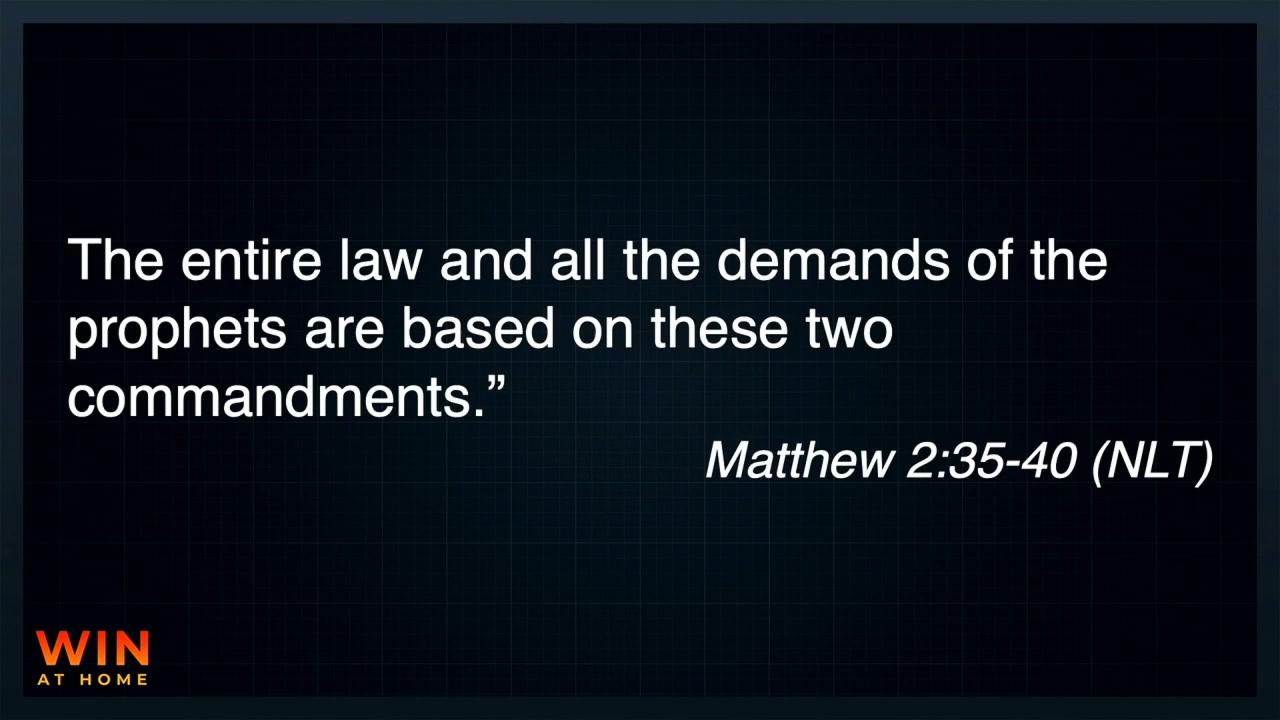 The entire law and all the demands of the
prophets are based on these two
commandments.”
Matthew 2:35-40 (NLT)
WIN
AT HOME